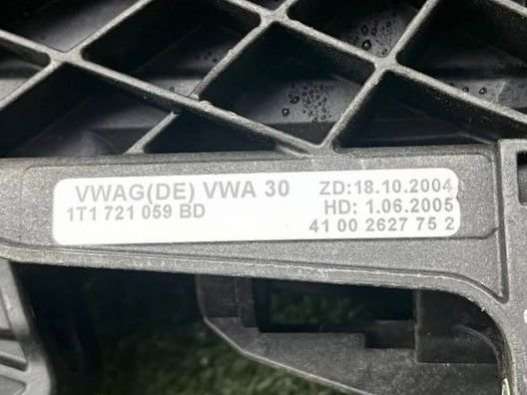 VWAG(DE) VWA 30 ZD:18.10.2004
1T1 721 059 BD HD: 1.06.2005
41 00 2627 75 2